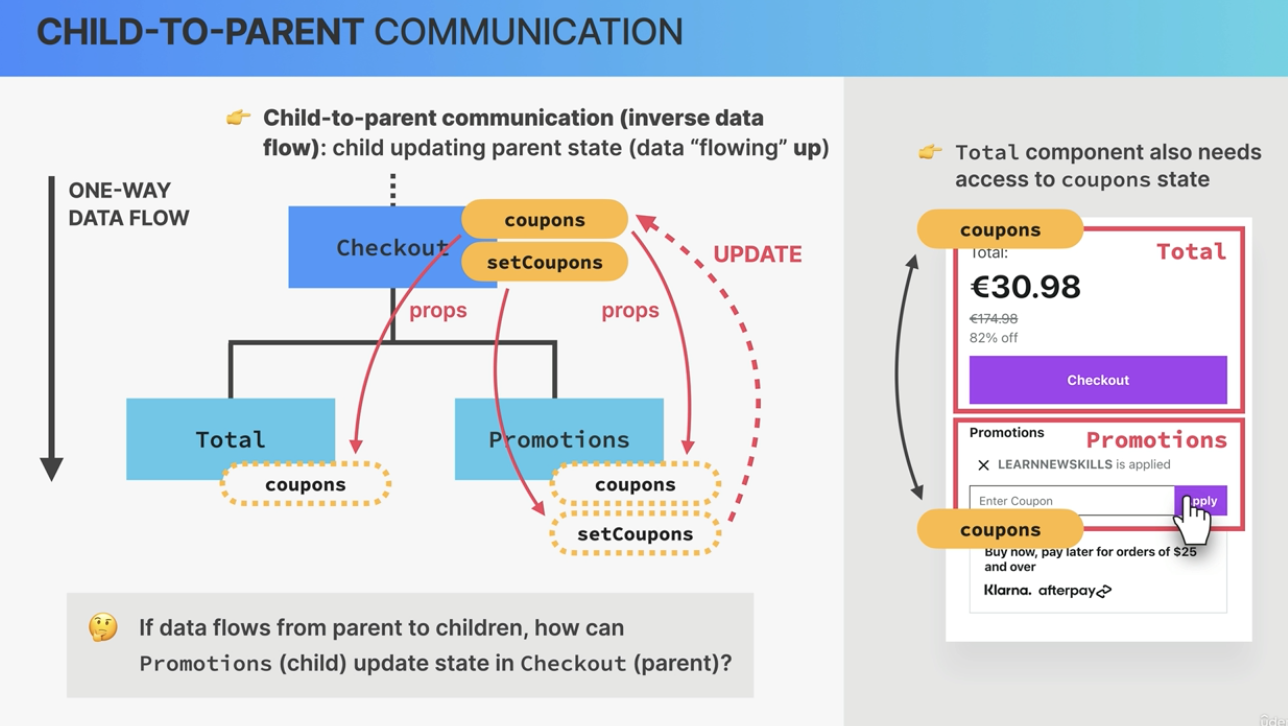 CHILD-TO-PARENT COMMUNICATION
👉 Child-to-parent communication (inverse data
flow): child updating parent state (data “flowing” up)
ONE-WAY
DATA FLOW
Checkout
coupons
setCoupons
UPDATE
props
props
Total
coupons
Promotions
coupons
setCoupons
🤔 If data flows from parent to children, how can
Promotions (child) update state in Checkout (parent)?
👉 Total component also needs
access to coupons state
coupons
Total:
Total
€30.98
€174.98
82% off
Checkout
Promotions
Promotions
LEARNNEWSKILLS is applied
Enter Coupon
coupons
Buy now, pay later for orders of $25
and over
Klarna. afterpay